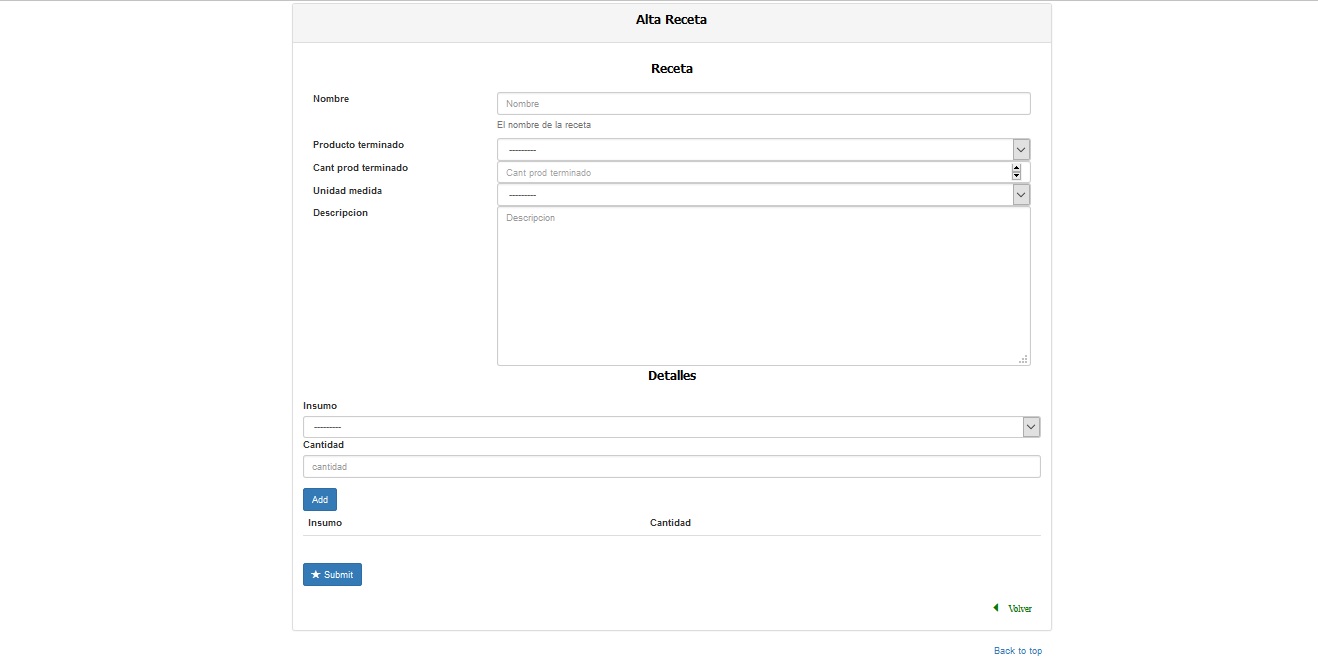 Alta Receta
Receta
Nombre
Nombre
El nombre de la receta
Producto terminado
---------
Cant prod terminado
Cant prod terminado
Unidad medida
---------
Descripcion
Descripcion
Detalles
Insumo
---------
Cantidad
cantidad
Add
Insumo Cantidad
Submit
Volver
Back to top